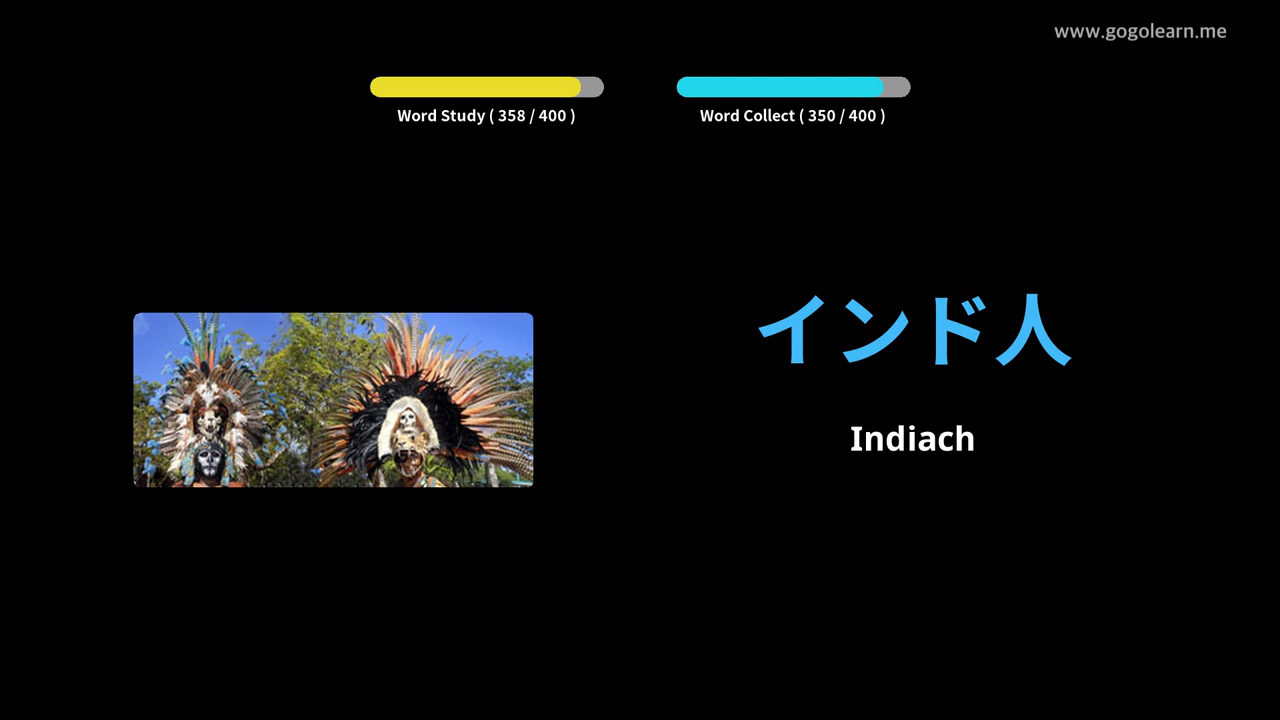 www.gogolearn.me
Word Study ( 358 / 400 )
Word Collect ( 350 / 400 )
インド人
Indiach